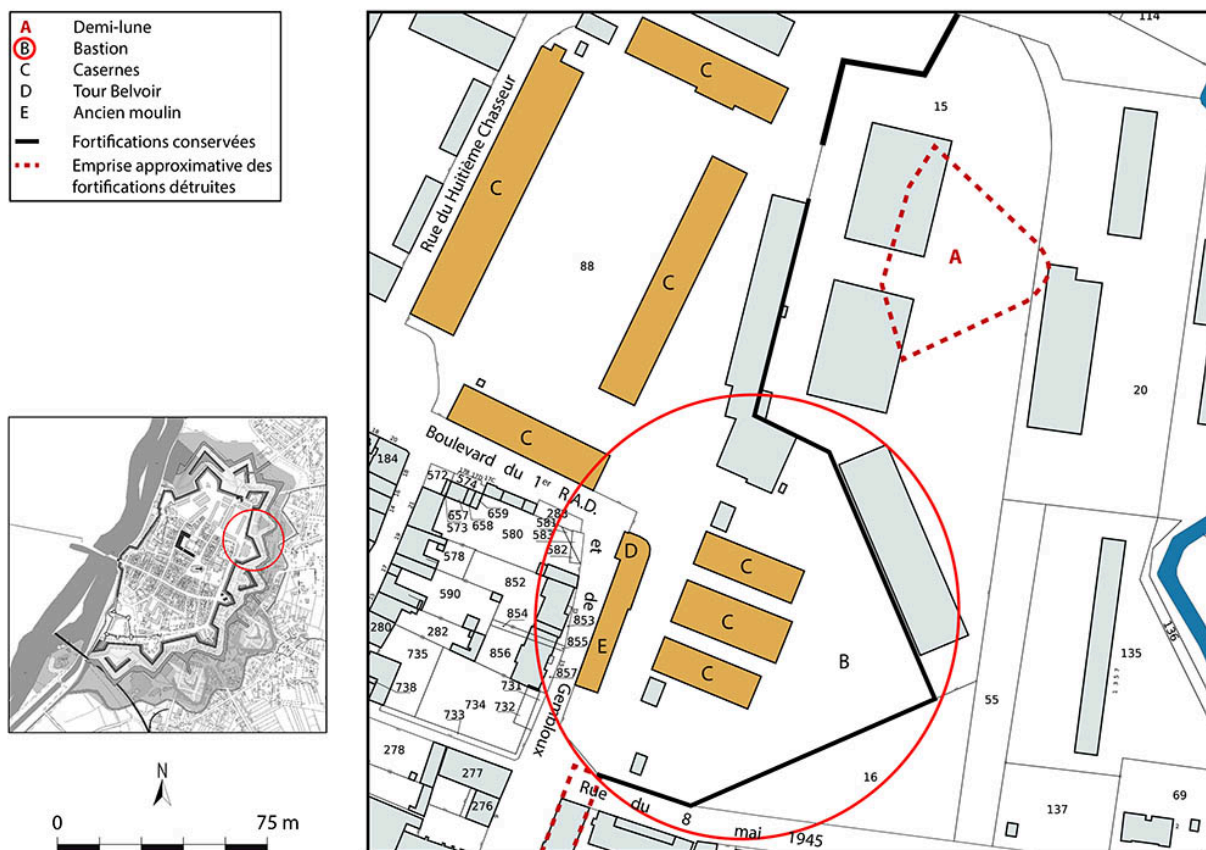 A Demi-lune
B Bastion
C Casernes
D Tour Belvoir
E Ancien moulin
Fortifications conservées
Emprise approximative des
fortifications détruites
N
0 75 m
114
C
15
Rue du Huitième Chasseur
C
88
C
A
20
C
Boulevard du 1er R.A.D.
et de Gembloux
184
572
574
657
573
658
659
580
283
581
583
582
578
590
852
854
282
280
735
738
856
853
855
857
731
732
733
734
D
E
C
C
C
B
55
135
136
278
277
276
16
137
69
Rue du 8 mai 1945